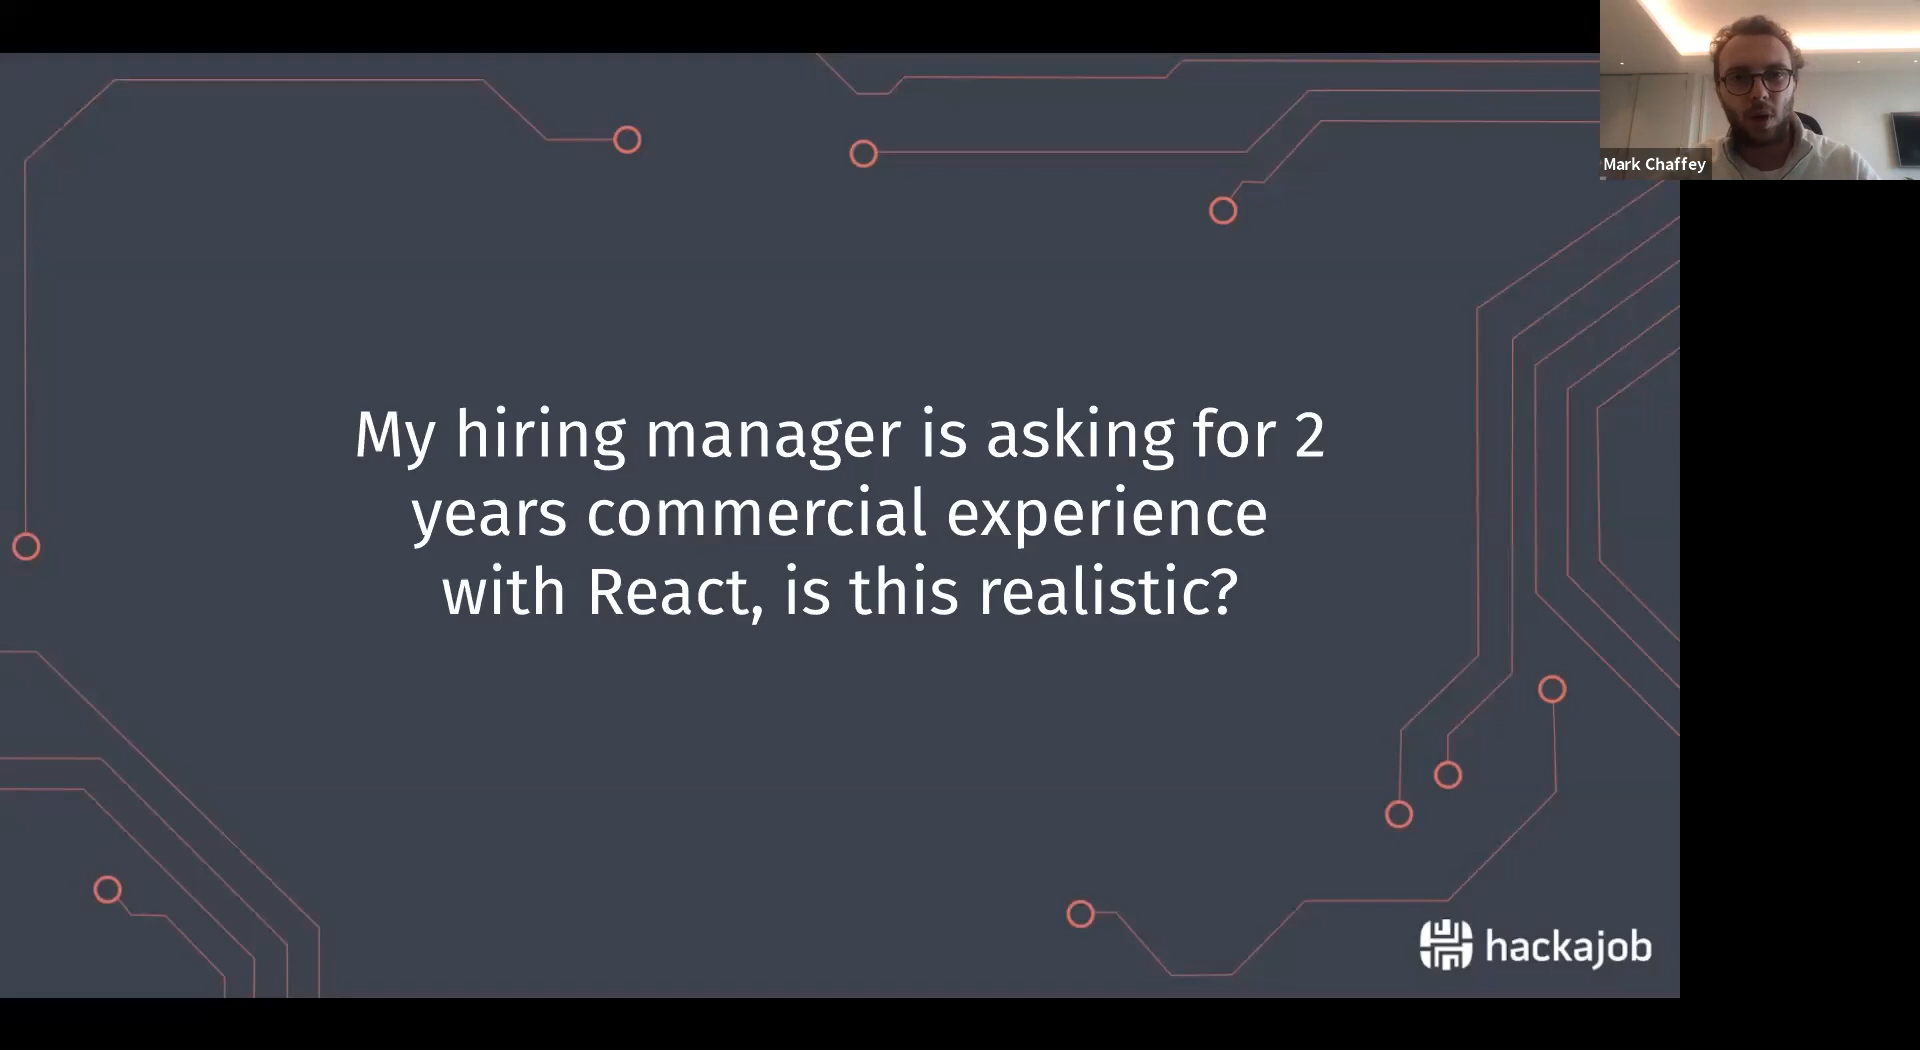 Mark Chaffey
My hiring manager is asking for 2
years commercial experience
with React, is this realistic?
hackajob